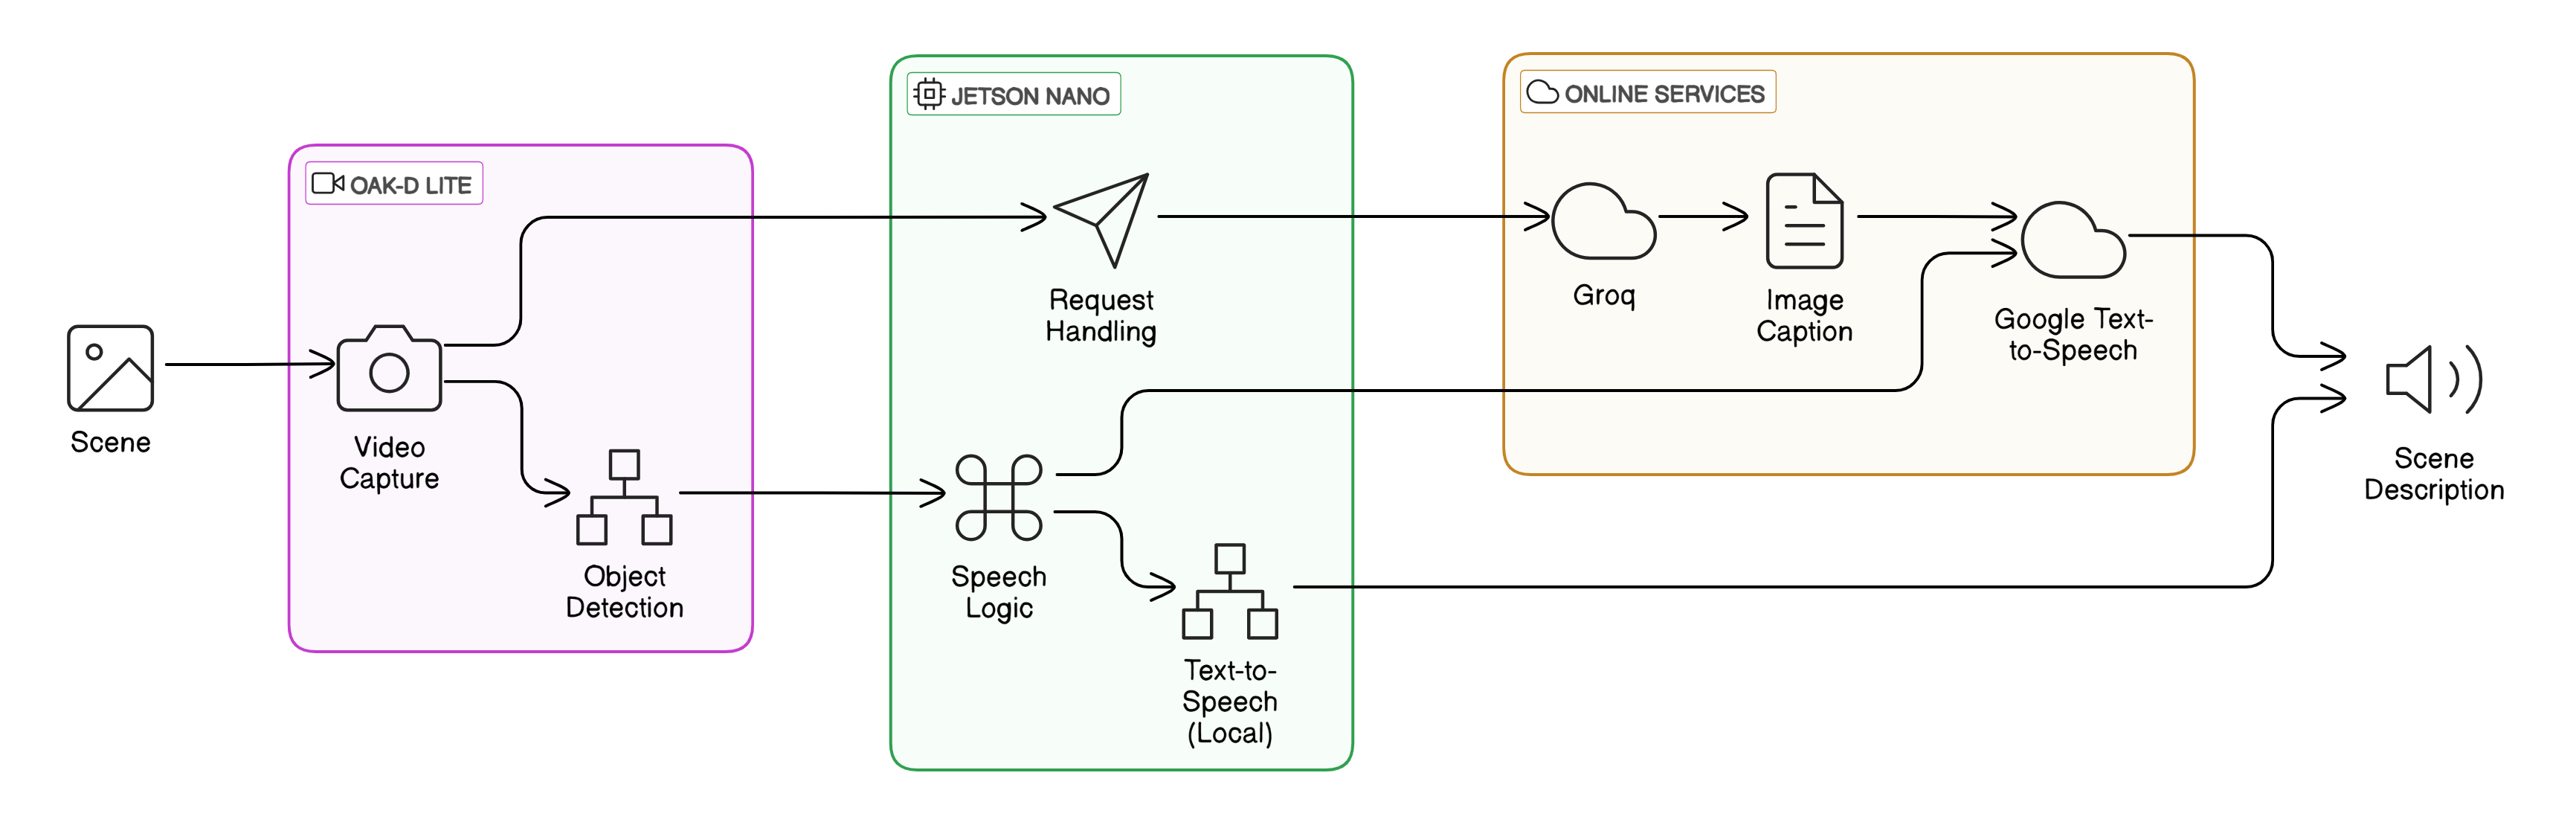 JETSON NANO
ONLINE SERVICES
OAK-D LITE
Request
Handling
Groq
Image
Caption
Google Text-
to-Speech
Scene
Video
Capture
Scene
Description
Object
Detection
Speech
Logic
Text-to-
Speech
(Local)